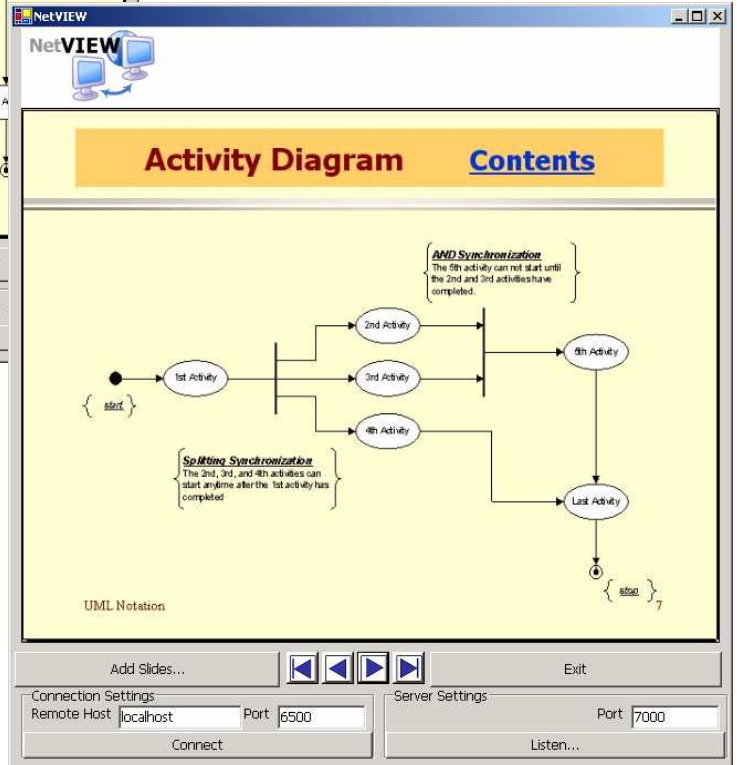 NetVIEW
NetVIEW
Activity Diagram Contents
AND Synchronization
The 5th activity can not start until
the 2nd and 3rd activities have
completed.
2nd Activity
5th Activity
1st Activity
3rd Activity
start
4th Activity
Splitting Synchronization
The 2nd, 3rd, and 4th activities can
start anytime after the 1st activity has
completed
Last Activity
stop
UML Notation
7
Add Slides...
Exit
Connection Settings
Server Settings
Remote Host localhost Port 6500
Port 7000
Connect
Listen...